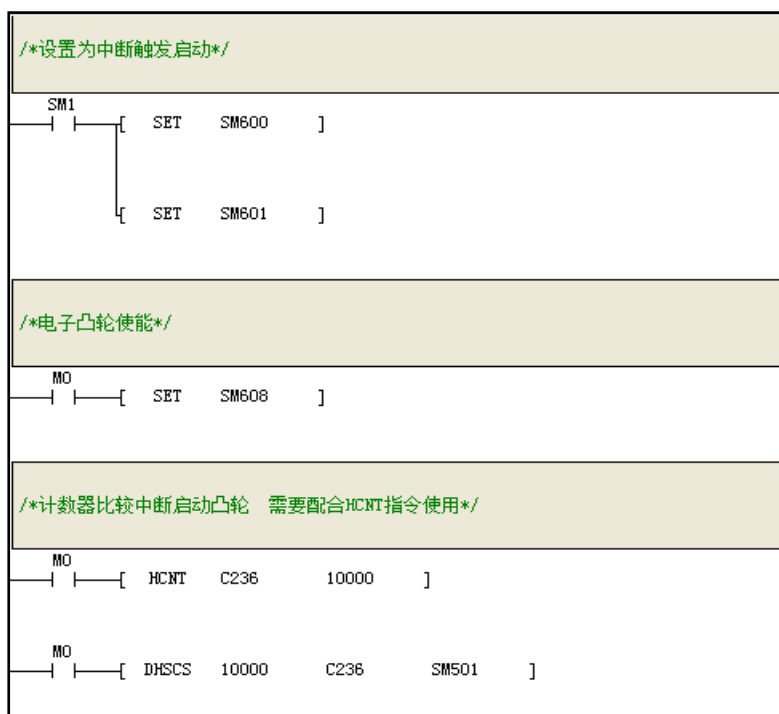 /*设置为中断触发启动*/
SM1
[ SET SM600 ]
[ SET SM601 ]
/*电子凸轮使能*/
M0
[ SET SM608 ]
/*计数器比较中断启动凸轮 需要配合HCNT指令使用*/
M0
[ HCNT C236 10000 ]
M0
[ DHSCS 10000 C236 SM501 ]